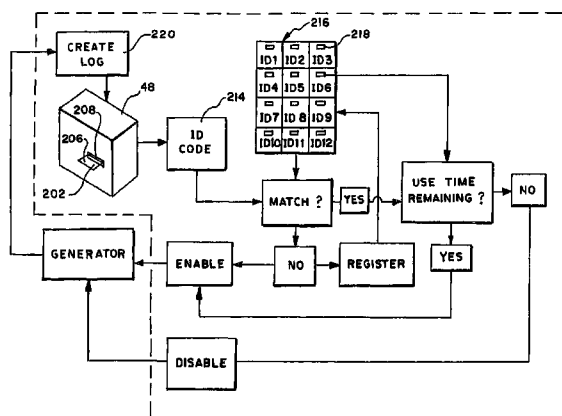 220
CREATE LOG
48
208
206
202
214
ID CODE
216
218
ID1 ID2 ID3
ID4 ID5 ID6
ID7 ID8 ID9
ID10 ID11 ID12
MATCH ?
YES
USE TIME REMAINING ?
NO
YES
GENERATOR
ENABLE
NO
REGISTER
DISABLE